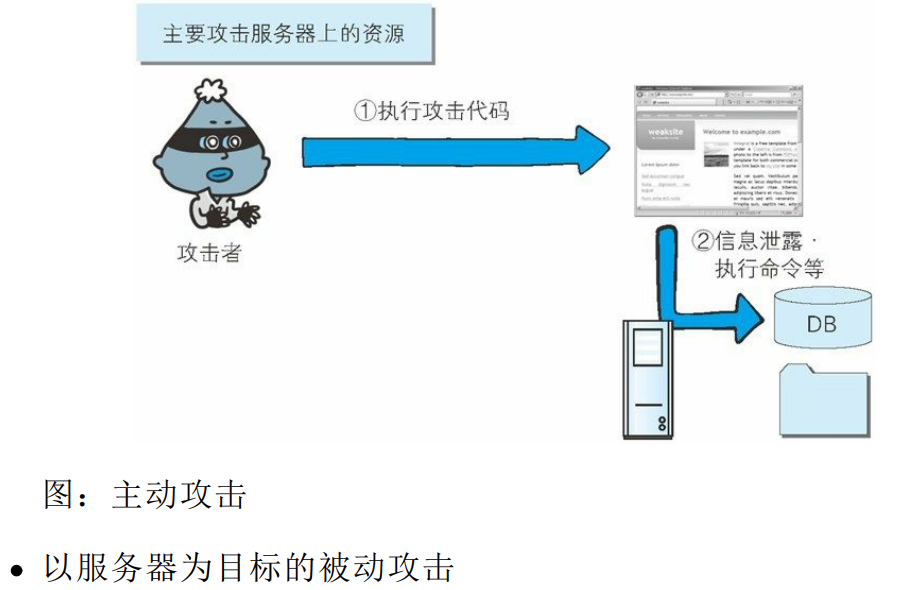 主要攻击服务器上的资源
①执行攻击代码
weaksite
Welcome to example.com
攻击者
②信息泄露·
执行命令等
DB
图：主动攻击
• 以服务器为目标的被动攻击